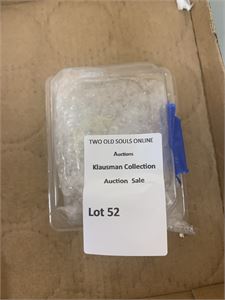 TWO OLD SOULS ONLINE
Auctions
Klausman Collection
Auction Sale
Lot 52